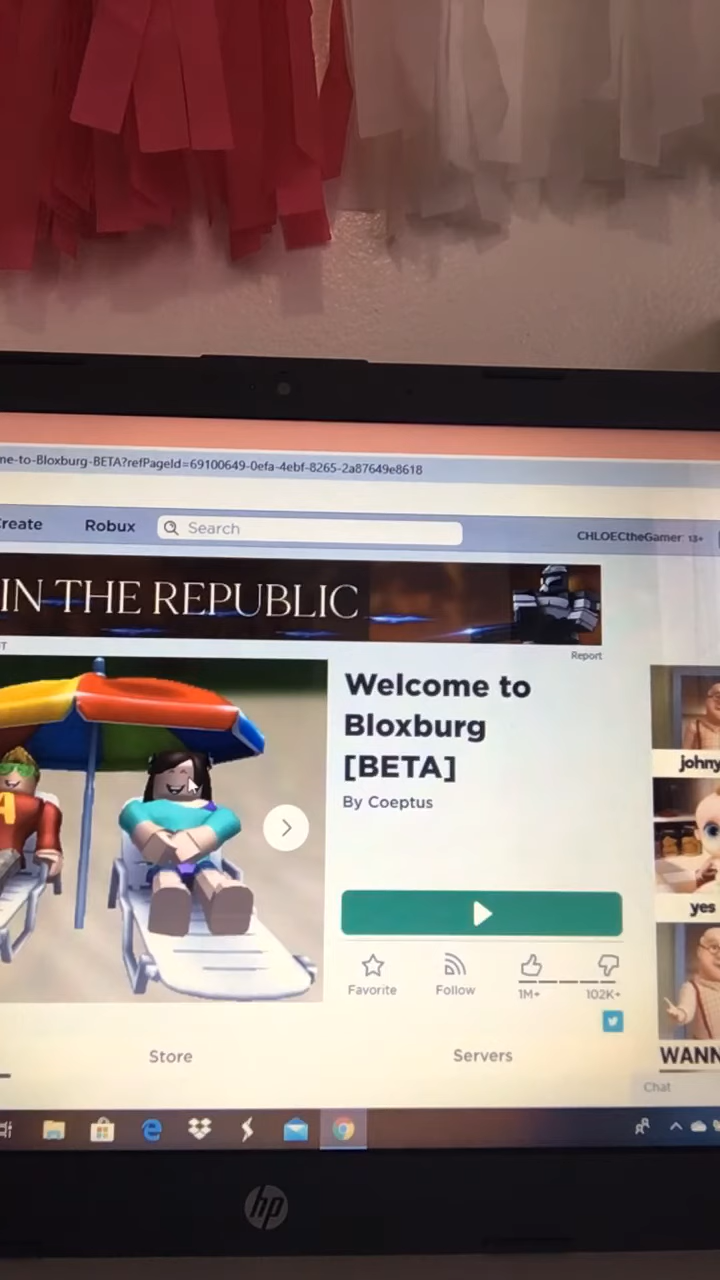 ne-to-Bloxburg-BETA?refPageId=69100649-0efa-4ebf-8265-2a87649e8618
Create Robux Search CHLOECtheGamer: 13+
IN THE REPUBLIC
Report
Welcome to
Bloxburg
[BETA]
By Coeptus
johny
yes
Favorite Follow 1M+ 102K+
WANN
Store Servers
Chat
hp